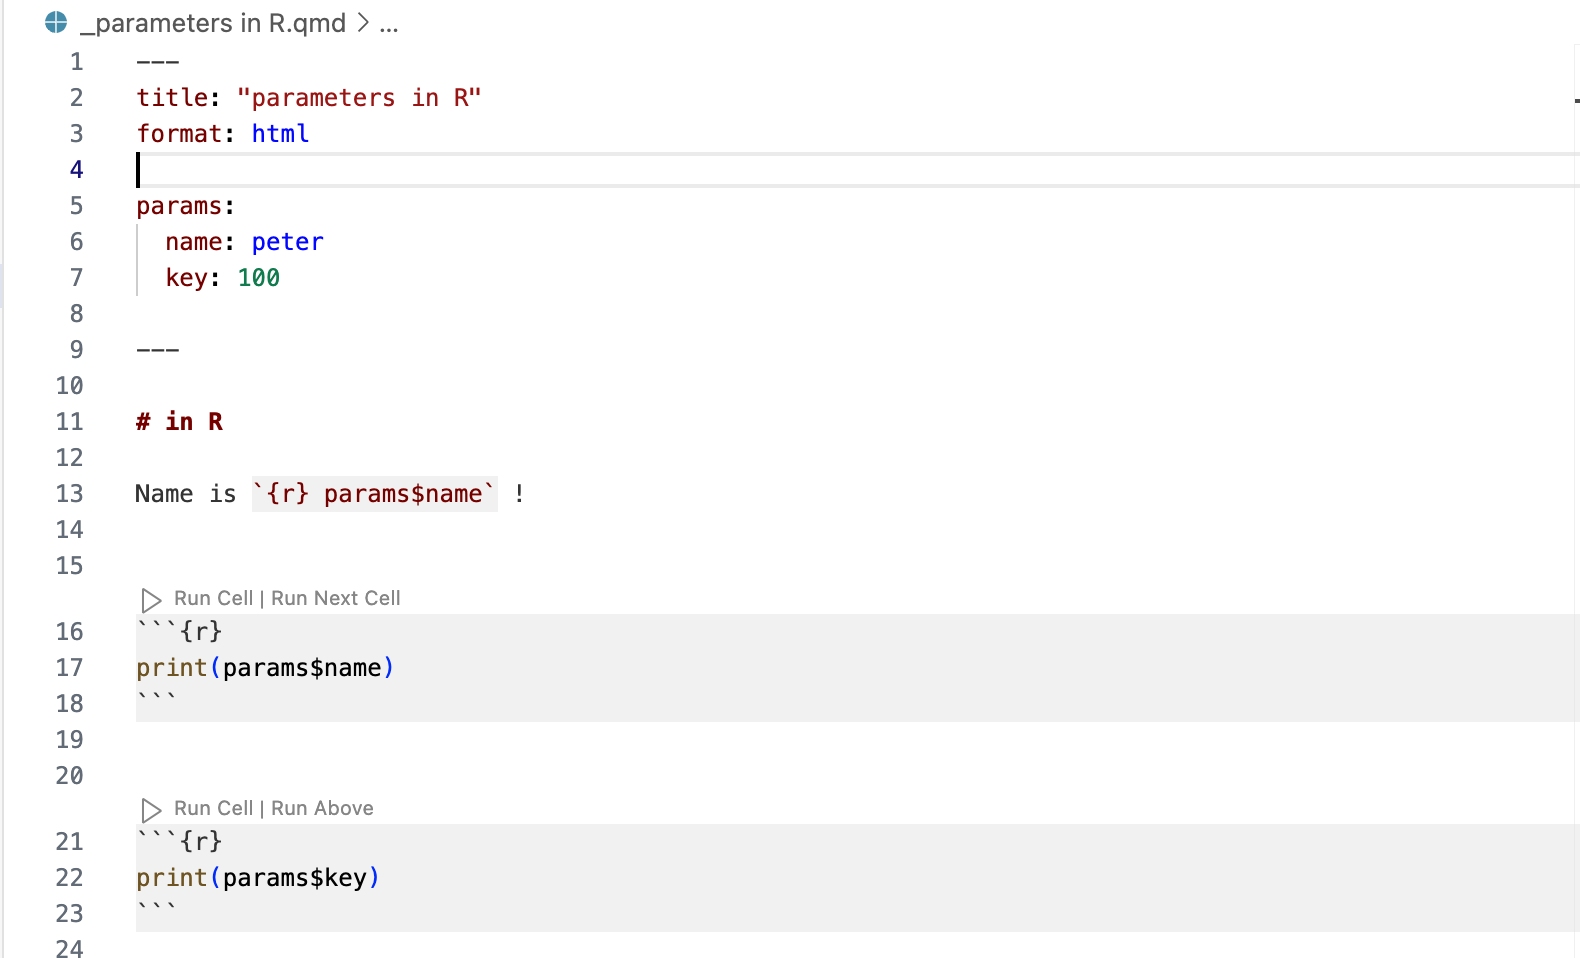 _parameters in R.qmd > ...
1 ---
2 title: "parameters in R"
3 format: html
4
5 params:
6   name: peter
7   key: 100
8
9 ---
10
11 # in R
12
13 Name is `{r} params$name` !
14
15
Run Cell | Run Next Cell
16 ```{r}
17 print(params$name)
18 ```
19
20
Run Cell | Run Above
21 ```{r}
22 print(params$key)
23 ```
24